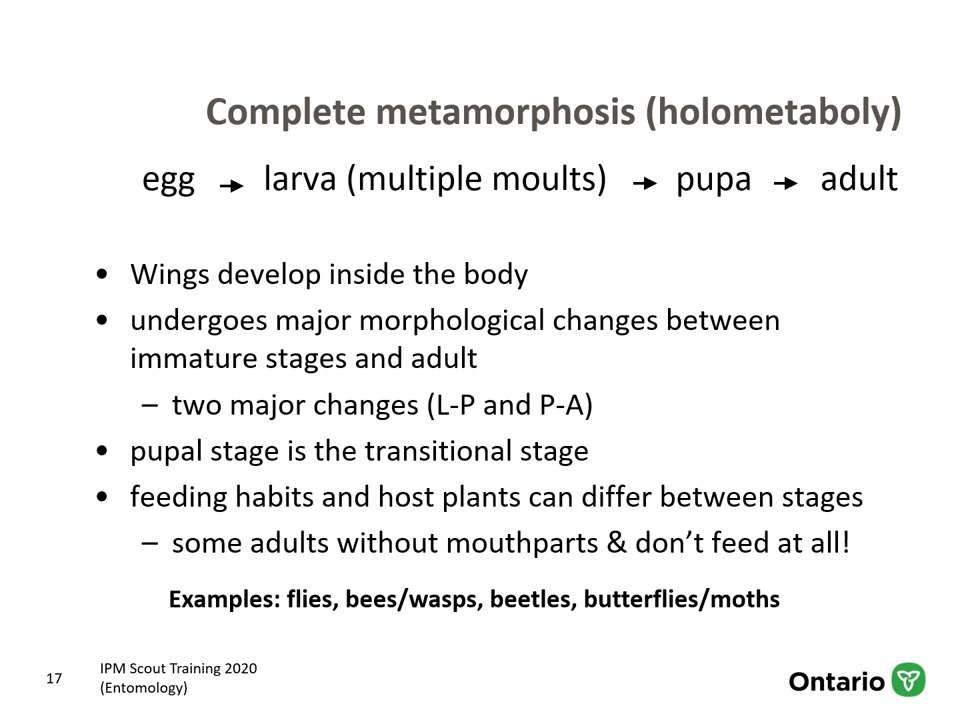 Complete metamorphosis (holometaboly)
egg → larva (multiple moults) → pupa → adult
• Wings develop inside the body
• undergoes major morphological changes between
immature stages and adult
– two major changes (L-P and P-A)
• pupal stage is the transitional stage
• feeding habits and host plants can differ between stages
– some adults without mouthparts & don’t feed at all!
Examples: flies, bees/wasps, beetles, butterflies/moths
17
IPM Scout Training 2020
(Entomology)
Ontario